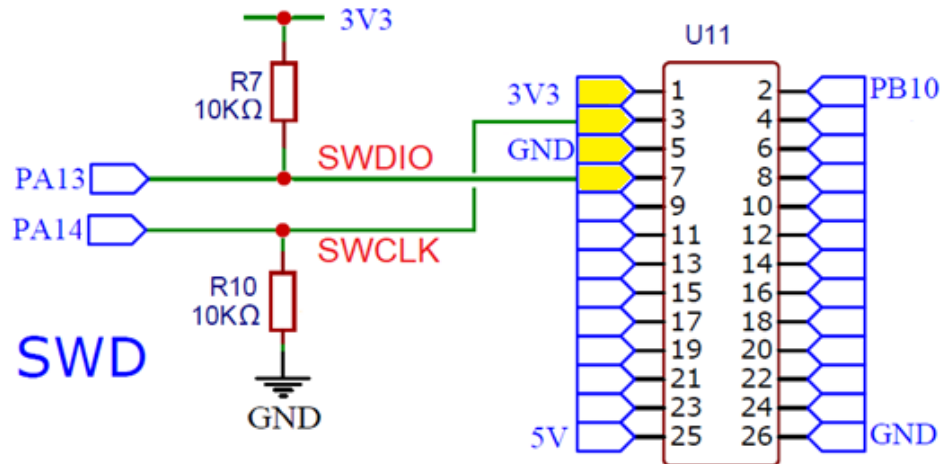 3V3
U11
R7
10KΩ
3V3
1 2 PB10
3 4
SWDIO
GND 5 6
PA13
7 8
9 10
PA14
SWCLK
11 12
13 14
R10
10KΩ
15 16
17 18
SWD
19 20
21 22
GND
23 24
5V 25 26 GND